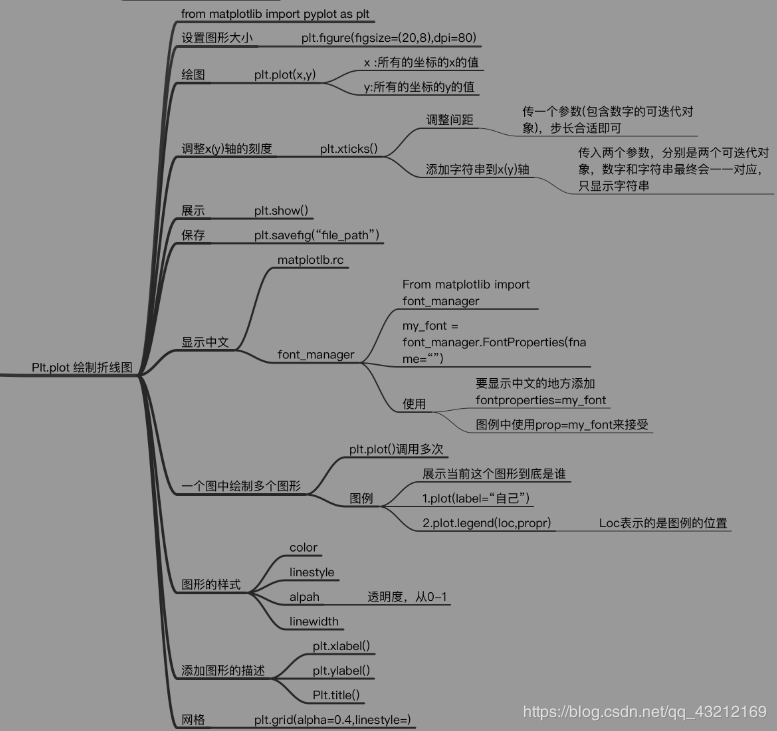 Plt.plot 绘制折线图
from matplotlib import pyplot as plt
设置图形大小
plt.figure(figsize=(20,8),dpi=80)
绘图
plt.plot(x,y)
x :所有的坐标的x的值
y:所有的坐标的y的值
调整x(y)轴的刻度
plt.xticks()
调整间距
传一个参数(包含数字的可迭代对
象)，步长合适即可
添加字符串到x(y)轴
传入两个参数，分别是两个可迭代对
象，数字和字符串最终会一一对应，
只显示字符串
展示
plt.show()
保存
plt.savefig(“file_path”)
显示中文
matplotlb.rc
font_manager
From matplotlib import
font_manager
my_font =
font_manager.FontProperties(fna
me=“”)
使用
要显示中文的地方添加
fontproperties=my_font
图例中使用prop=my_font来接受
一个图中绘制多个图形
plt.plot()调用多次
图例
展示当前这个图形到底是谁
1.plot(label=“自己”)
2.plot.legend(loc,propr)
Loc表示的是图例的位置
图形的样式
color
linestyle
alpah
透明度，从0-1
linewidth
添加图形的描述
plt.xlabel()
plt.ylabel()
Plt.title()
网格
plt.grid(alpha=0.4,linestyle=)
https://blog.csdn.net/qq_43212169